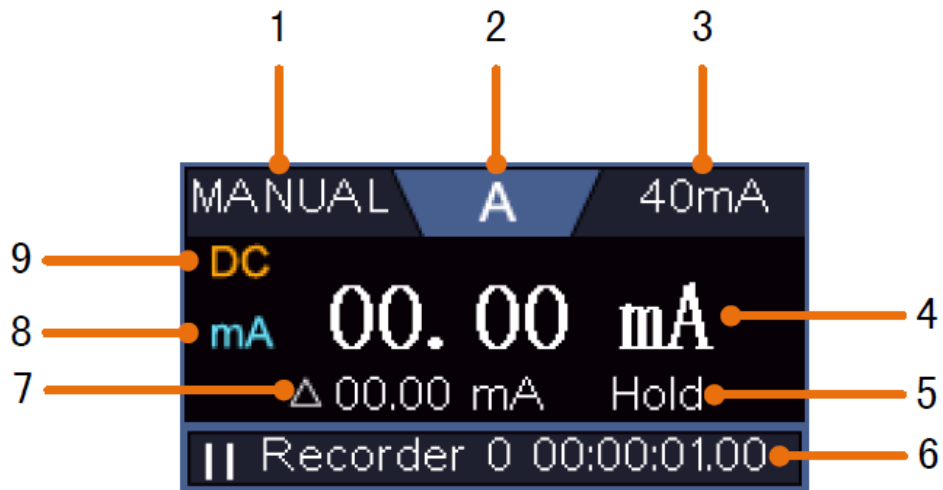 1 2 3
MANUAL A 40mA
9 DC
8 mA 00.00 mA 4
7 △ 00.00 mA Hold 5
|| Recorder 0 00:00:01.00 6